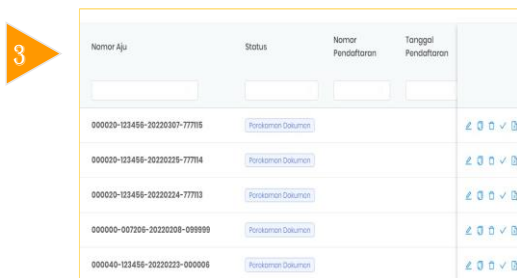 3
Nomor Aju
Status
Nomor
Pendaftaran
Tanggal
Pendaftaran
000020-123456-20220307-777115
Perekaman Dokumen
000020-123456-20220225-777114
Perekaman Dokumen
000020-123456-20220224-777113
Perekaman Dokumen
000000-007206-20220208-099999
Perekaman Dokumen
000040-123456-20220223-000006
Perekaman Dokumen